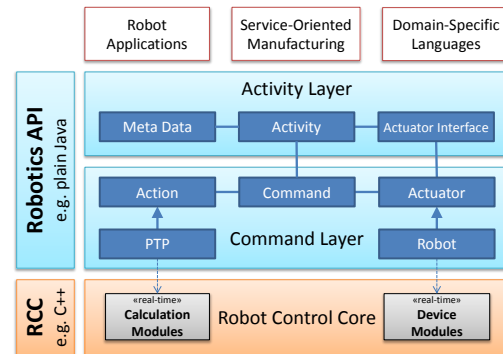 Robot
Applications
Service-Oriented
Manufacturing
Domain-Specific
Languages
Robotics API
e.g. plain Java
Activity Layer
Meta Data
Activity
Actuator Interface
Action
Command
Actuator
PTP
Command Layer
Robot
RCC
e.g. C++
«real-time»
Calculation
Modules
Robot Control Core
«real-time»
Device
Modules